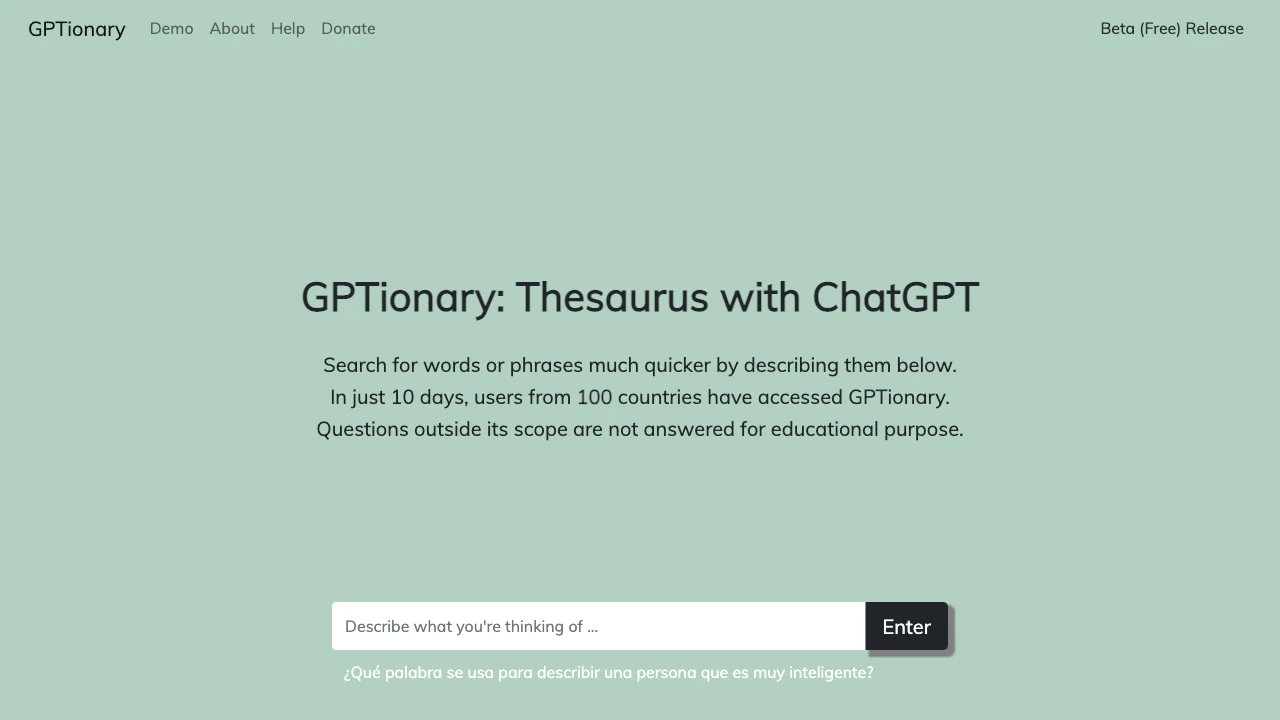 GPTionary Demo About Help Donate Beta (Free) Release
GPTionary: Thesaurus with ChatGPT
Search for words or phrases much quicker by describing them below.
In just 10 days, users from 100 countries have accessed GPTionary.
Questions outside its scope are not answered for educational purpose.
Describe what you're thinking of ... Enter
¿Qué palabra se usa para describir una persona que es muy inteligente?